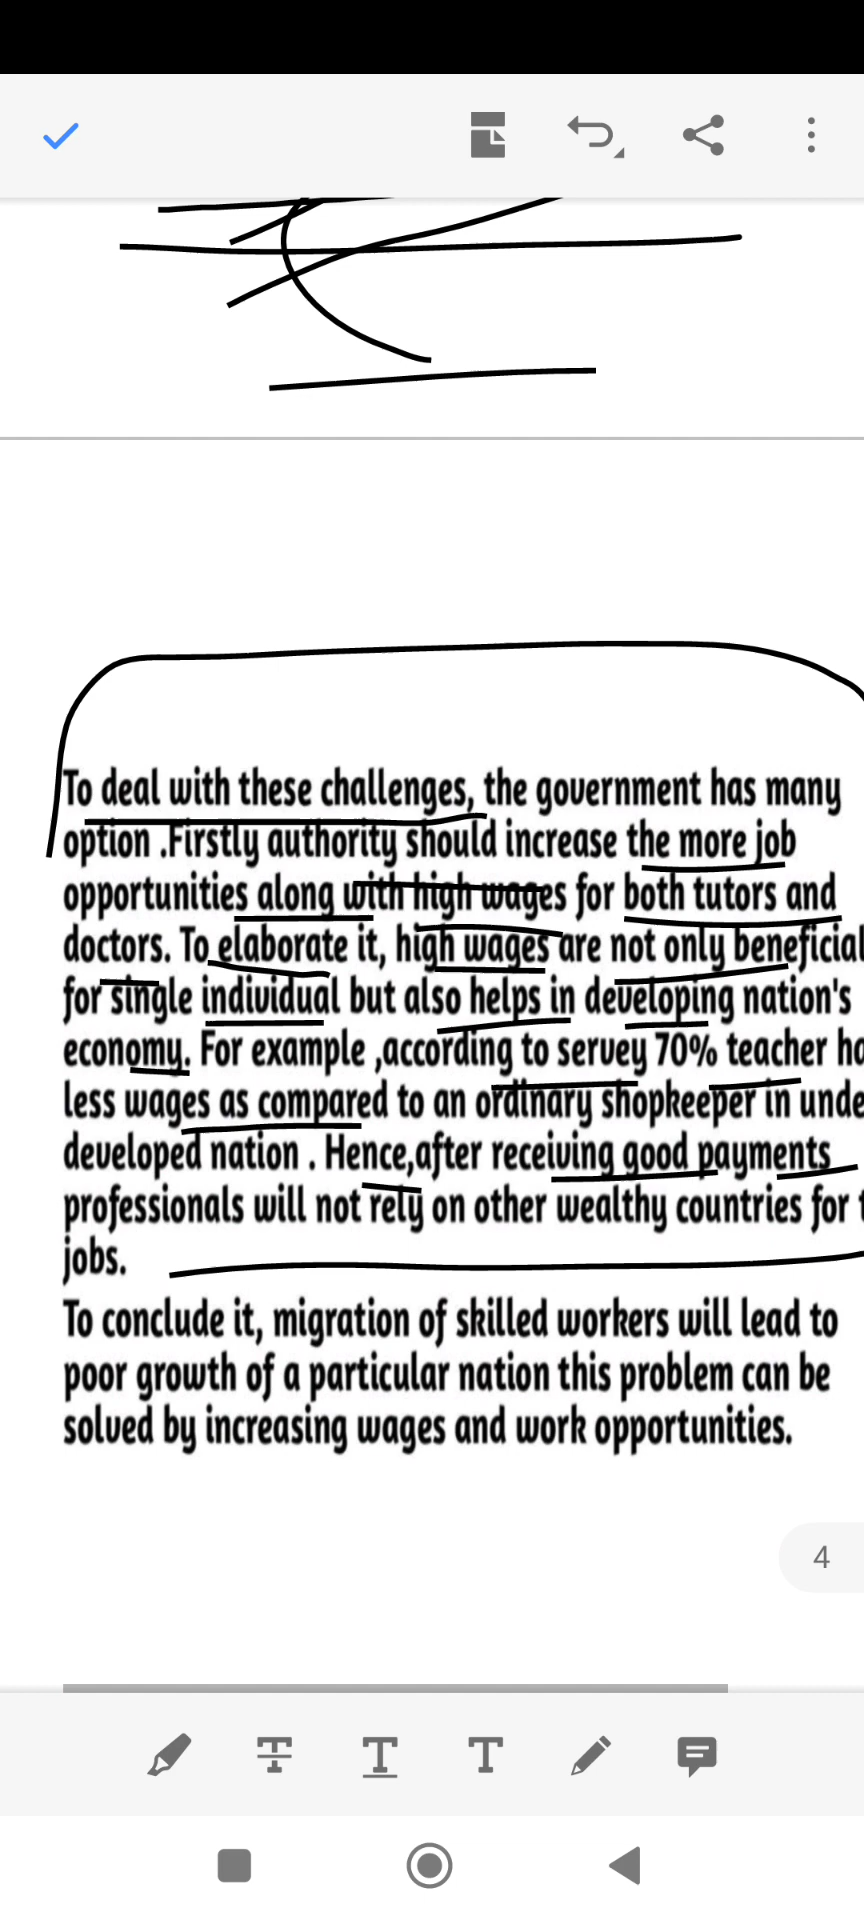 To deal with these challenges, the government has many
option .Firstly authority should increase the more job
opportunities along with high wages for both tutors and
doctors. To elaborate it, high wages are not only beneficial
for single individual but also helps in developing nation's
economy. For example ,according to servey 70% teacher
less wages as compared to an ordinary shopkeeper in
developed nation . Hence,after receiving good payments
professionals will not rely on other wealthy countries for
jobs.
To conclude it, migration of skilled workers will lead to
poor growth of a particular nation this problem can be
solved by increasing wages and work opportunities.
4